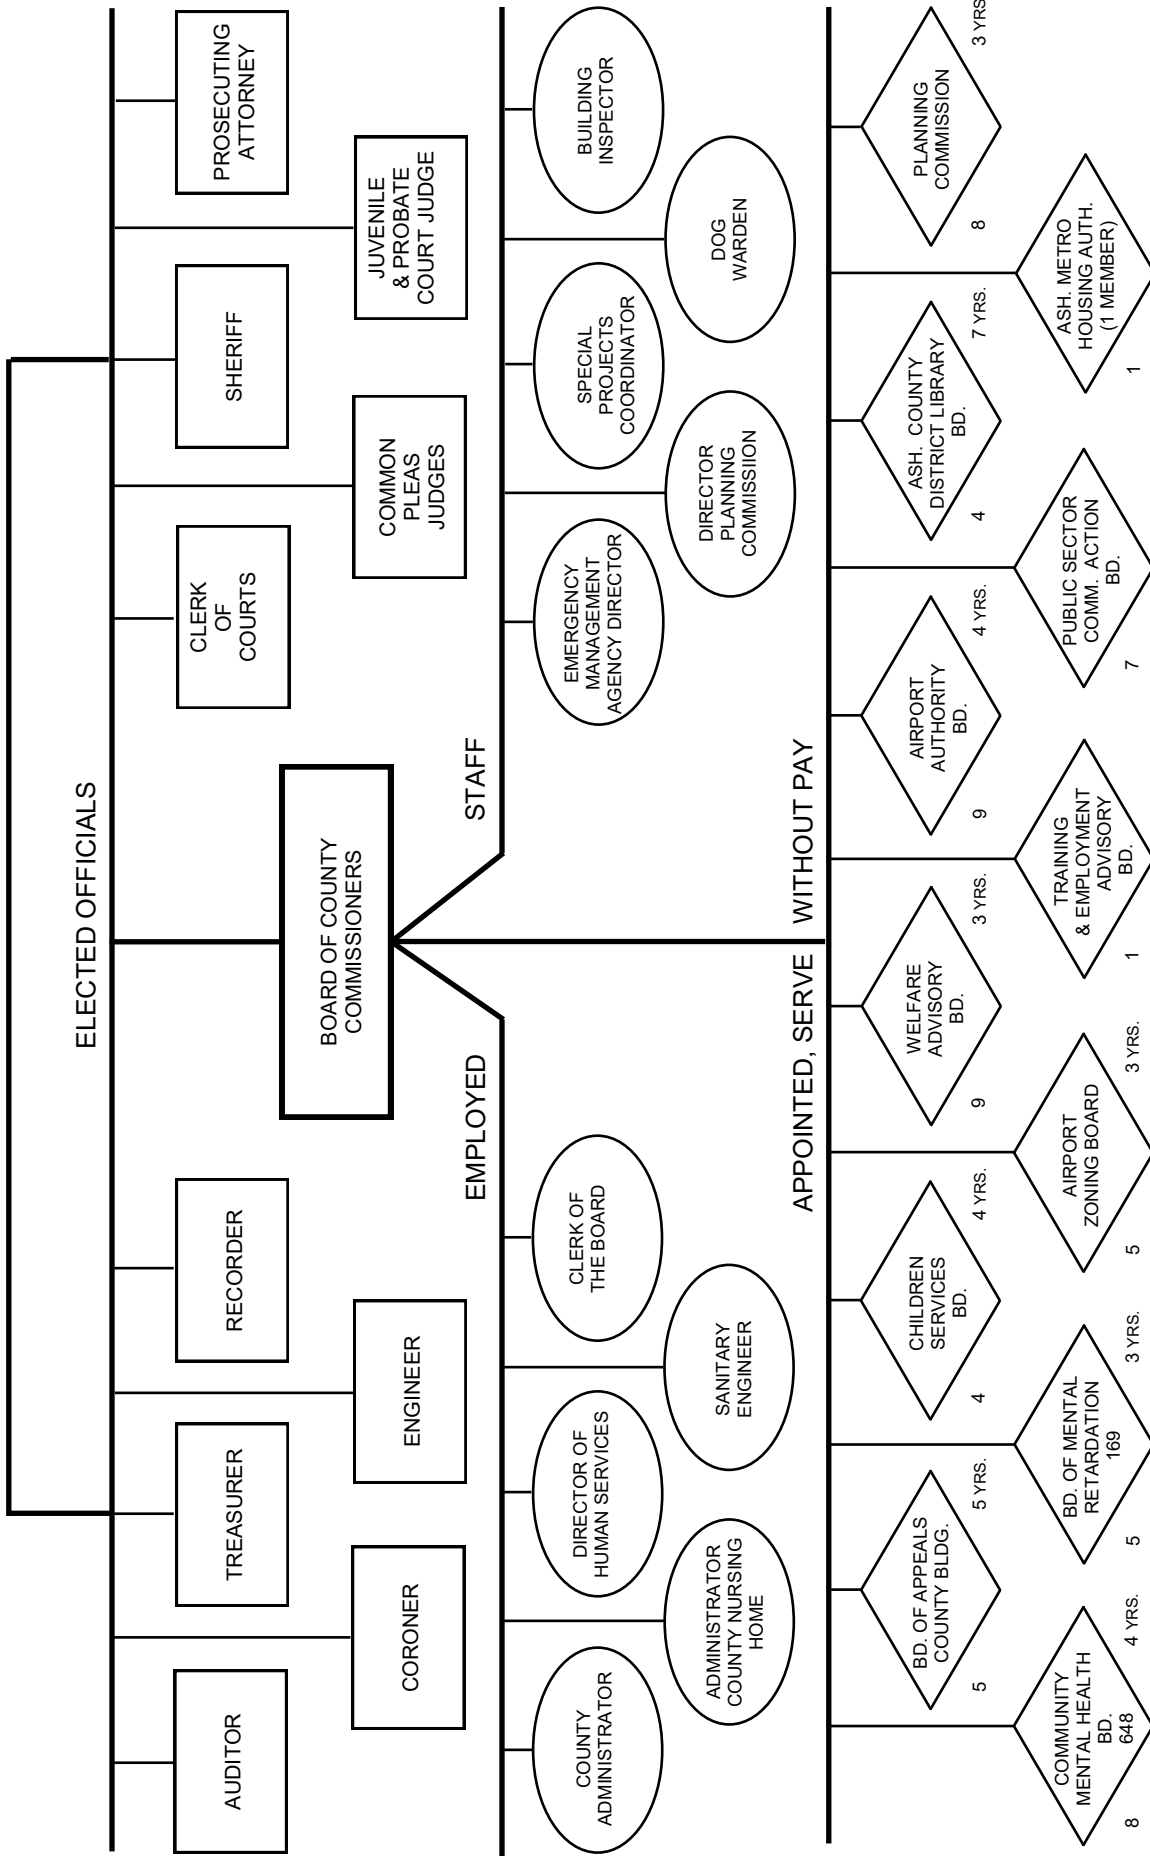 ELECTED OFFICIALS
AUDITOR
TREASURER
RECORDER
CLERK
OF
COURTS
SHERIFF
PROSECUTING
ATTORNEY
CORONER
ENGINEER
COMMON
PLEAS
JUDGES
JUVENILE
& PROBATE
COURT JUDGE
BOARD OF COUNTY
COMMISSIONERS
EMPLOYED
STAFF
COUNTY
ADMINISTRATOR
DIRECTOR OF
HUMAN SERVICES
CLERK OF
THE BOARD
EMERGENCY
MANAGEMENT
AGENCY DIRECTOR
SPECIAL
PROJECTS
COORDINATOR
BUILDING
INSPECTOR
ADMINISTRATOR
COUNTY NURSING
HOME
SANITARY
ENGINEER
DIRECTOR
PLANNING
COMMISSION
DOG
WARDEN
APPOINTED, SERVE WITHOUT PAY
BD. OF APPEALS
COUNTY BLDG.
5
5 YRS.
CHILDREN
SERVICES
BD.
4
4 YRS.
WELFARE
ADVISORY
BD.
9
3 YRS.
AIRPORT
AUTHORITY
BD.
9
4 YRS.
ASH. COUNTY
DISTRICT LIBRARY
BD.
4
7 YRS.
PLANNING
COMMISSION
8
3 YRS
COMMUNITY
MENTAL HEALTH
BD.
648
8
4 YRS.
BD. OF MENTAL
RETARDATION
169
5
3 YRS.
AIRPORT
ZONING BOARD
5
3 YRS.
TRAINING
& EMPLOYMENT
ADVISORY
BD.
1
PUBLIC SECTOR
COMM. ACTION
BD.
7
ASH. METRO
HOUSING AUTH.
(1 MEMBER)
1